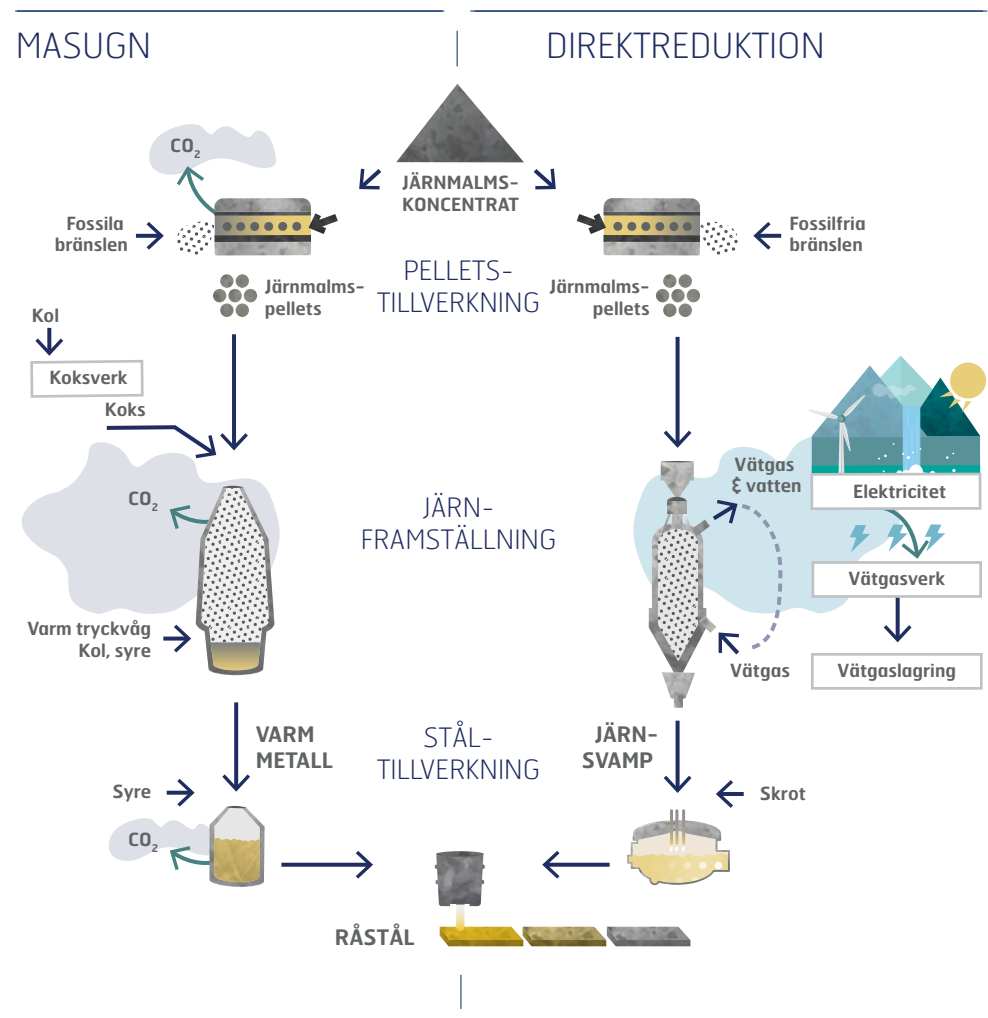 MASUGN
DIREKTREDUKTION
CO₂
JÄRNMALMS-
KONCENTRAT
Fossila
bränslen
Fossilfria
bränslen
PELLETS-
TILLVERKNING
Järnmalms-
pellets
Järnmalms-
pellets
Kol
Koksverk
Koks
CO₂
JÄRN-
FRAMSTÄLLNING
Vätgas
& vatten
Elektricitet
Vätgasverk
Varm tryckvåg
Kol, syre
Vätgas
Vätgaslagring
VARM
METALL
STÅL-
TILLVERKNING
JÄRN-
SVAMP
Syre
Skrot
CO₂
RÅSTÅL